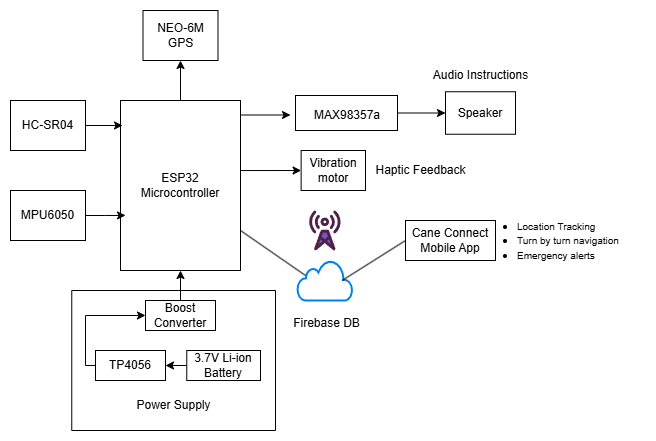 NEO-6M
GPS
Audio Instructions
HC-SR04
MAX98357a
Speaker
ESP32
Microcontroller
Vibration
motor
Haptic Feedback
MPU6050
Cane Connect
Mobile App
Location Tracking
Turn by turn navigation
Emergency alerts
Firebase DB
Boost
Converter
TP4056
3.7V Li-ion
Battery
Power Supply